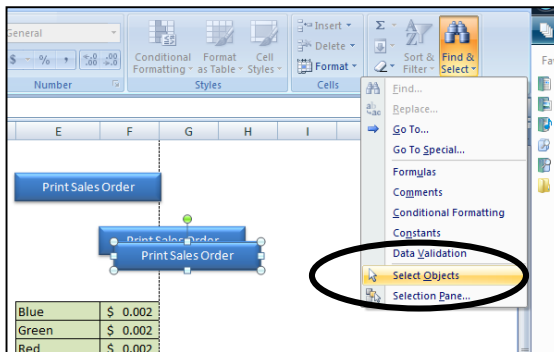 General
Insert
Delete
Format
$ % , .0 .00 .00 .0
Conditional Formatting
Format as Table
Cell Styles
Sort & Filter
Find & Select
Number
Styles
Cells
Fa
Find...
Replace...
Go To...
Go To Special...
Formulas
Comments
Conditional Formatting
Constants
Data Validation
Select Objects
Selection Pane...
E F G H I
Print Sales Order
Print Sales Order
Print Sales Order
Blue $ 0.002
Green $ 0.002
Red $ 0.002